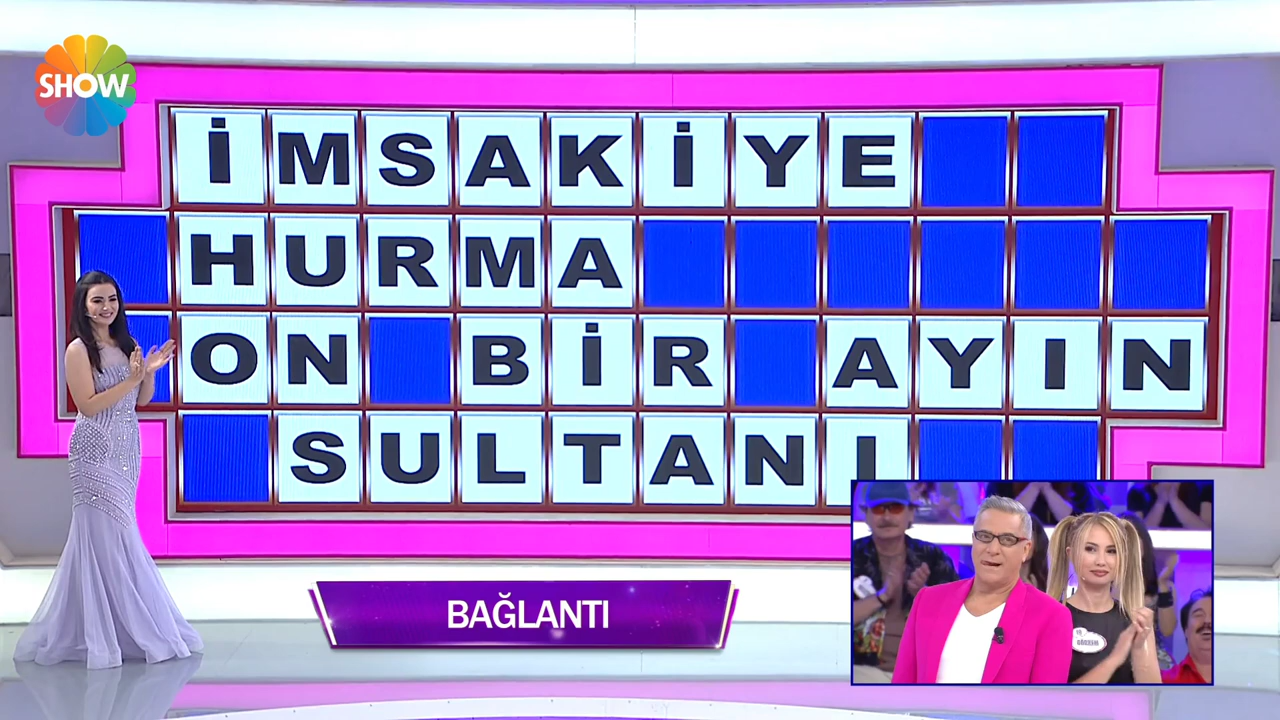 SHOW
İMSAKİYE
HURMA
ON BİR AYIN
SULTANI
BAĞLANTI